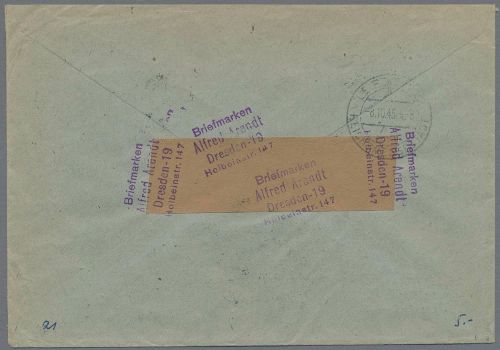 Briefmarken
Alfred Arendt
Dresden-19
Holbeinstr. 147
Briefmarken
Alfred Arendt
Dresden-19
Holbeinstr. 147
Briefmarken
Alfred Arendt
Dresden-19
Holbeinstr. 147
Briefmarken
Alfred Arendt
Dresden-19
Holbeinstr. 147
21
5.-